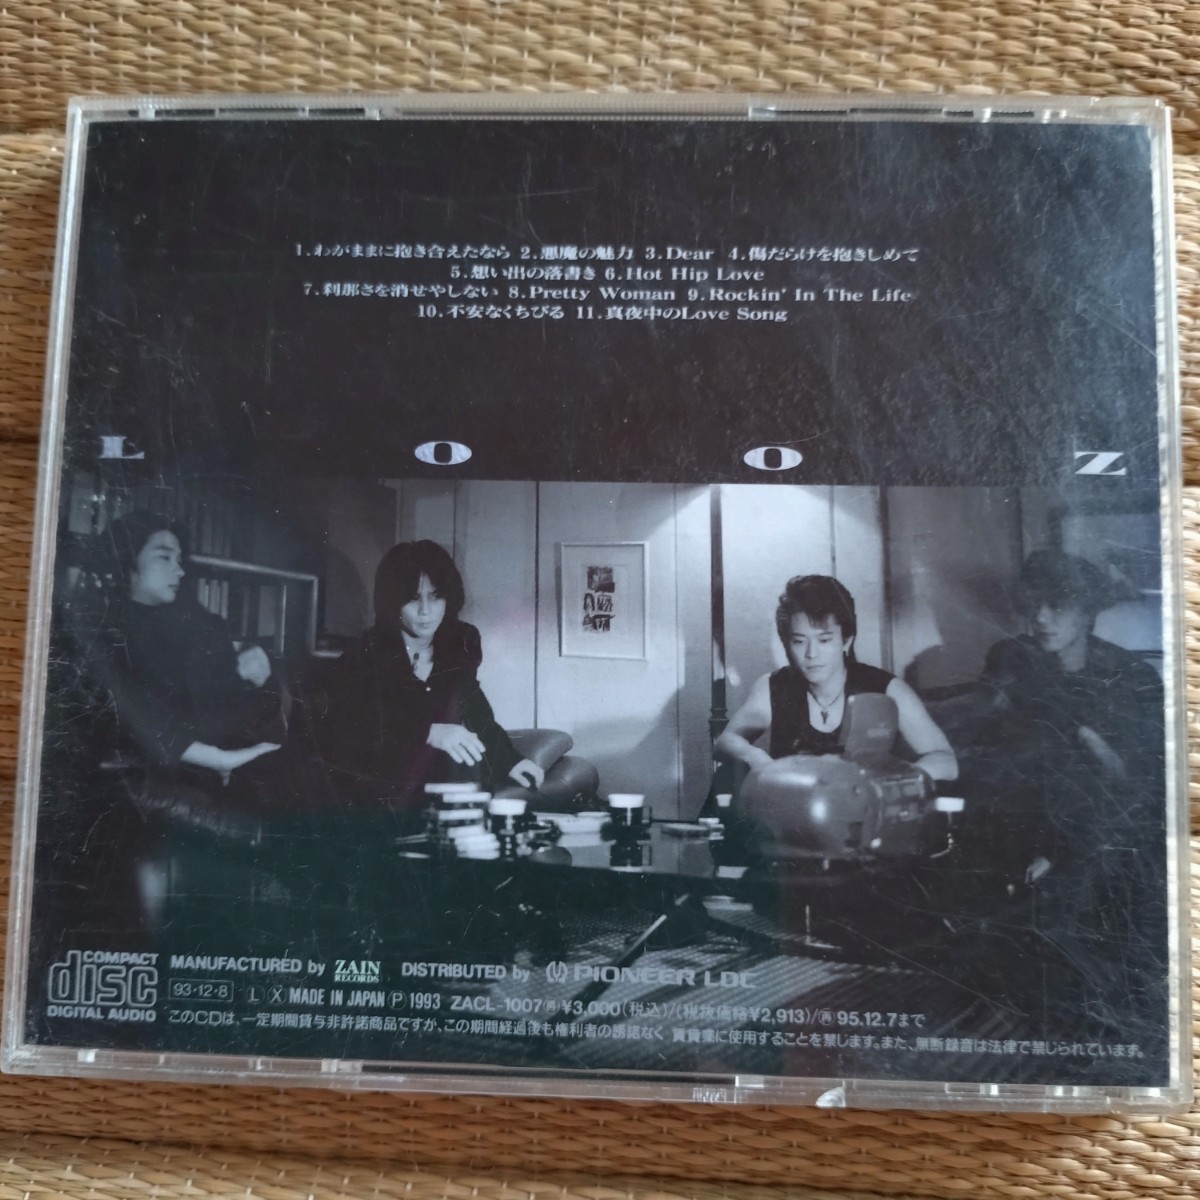 1.わがままに抱き合えたなら 2.悪魔の魅力 3.Dear 4.傷だらけを抱きしめて
5.想い出の落書き 6.Hot Hip Love
7.刹那さを消せやしない 8.Pretty Woman 9.Rockin' In The Life
10.不安なくちびる 11.真夜中のLove Song
L O O Z
COMPACT disc DIGITAL AUDIO
MANUFACTURED by ZAIN RECORDS DISTRIBUTED by PIONEER LDC
93・12・8 L X MADE IN JAPAN Ⓟ 1993 ZACL-1007 ¥3,000(税込)/(税抜価格¥2,913)/再95.12.7まで
このCDは、一定期間貸与非許諾商品ですが、この期間経過後も権利者の許諾なく 賃貸業に使用することを禁じます。また、無断録音は法律で禁じられています。